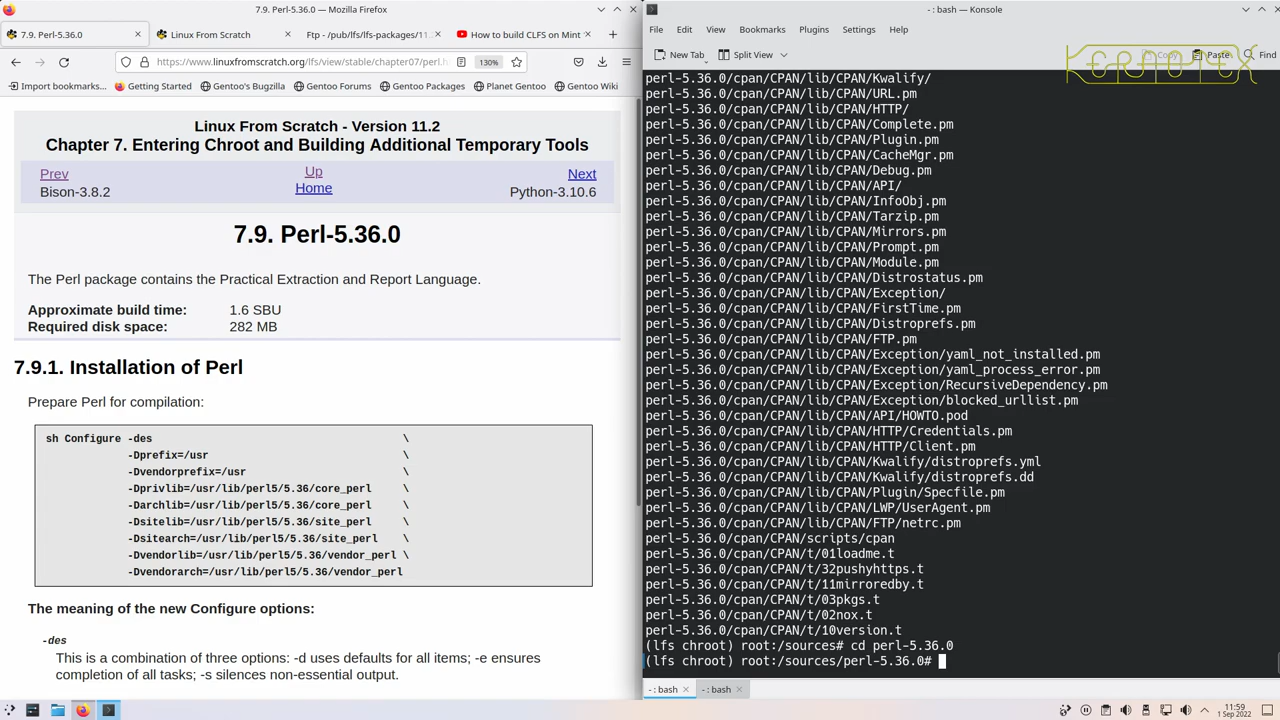 7.9. Perl-5.36.0 — Mozilla Firefox
7.9. Perl-5.36.0
Linux From Scratch
Ftp - /pub/lfs/lfs-packages/11.
How to build CLFS on Mint
https://www.linuxfromscratch.org/lfs/view/stable/chapter07/perl.h
130%
Import bookmarks...
Getting Started
Gentoo's Bugzilla
Gentoo Forums
Gentoo Packages
Planet Gentoo
Gentoo Wiki
Linux From Scratch - Version 11.2
Chapter 7. Entering Chroot and Building Additional Temporary Tools
Prev
Up
Next
Bison-3.8.2
Home
Python-3.10.6
7.9. Perl-5.36.0
The Perl package contains the Practical Extraction and Report Language.
Approximate build time: 1.6 SBU
Required disk space: 282 MB
7.9.1. Installation of Perl
Prepare Perl for compilation:
sh Configure -des \
-Dprefix=/usr \
-Dvendorprefix=/usr \
-Dprivlib=/usr/lib/perl5/5.36/core_perl \
-Darchlib=/usr/lib/perl5/5.36/core_perl \
-Dsitelib=/usr/lib/perl5/5.36/site_perl \
-Dsitearch=/usr/lib/perl5/5.36/site_perl \
-Dvendorlib=/usr/lib/perl5/5.36/vendor_perl \
-Dvendorarch=/usr/lib/perl5/5.36/vendor_perl
The meaning of the new Configure options:
-des
This is a combination of three options: -d uses defaults for all items; -e ensures
completion of all tasks; -s silences non-essential output.
- : bash — Konsole
File Edit View Bookmarks Plugins Settings Help
New Tab
Split View
Copy
Paste
Find
perl-5.36.0/cpan/CPAN/lib/CPAN/Kwalify/
perl-5.36.0/cpan/CPAN/lib/CPAN/URL.pm
perl-5.36.0/cpan/CPAN/lib/CPAN/HTTP/
perl-5.36.0/cpan/CPAN/lib/CPAN/Complete.pm
perl-5.36.0/cpan/CPAN/lib/CPAN/Plugin.pm
perl-5.36.0/cpan/CPAN/lib/CPAN/CacheMgr.pm
perl-5.36.0/cpan/CPAN/lib/CPAN/Debug.pm
perl-5.36.0/cpan/CPAN/lib/CPAN/API/
perl-5.36.0/cpan/CPAN/lib/CPAN/InfoObj.pm
perl-5.36.0/cpan/CPAN/lib/CPAN/Tarzip.pm
perl-5.36.0/cpan/CPAN/lib/CPAN/Mirrors.pm
perl-5.36.0/cpan/CPAN/lib/CPAN/Prompt.pm
perl-5.36.0/cpan/CPAN/lib/CPAN/Module.pm
perl-5.36.0/cpan/CPAN/lib/CPAN/Distrostatus.pm
perl-5.36.0/cpan/CPAN/lib/CPAN/Exception/
perl-5.36.0/cpan/CPAN/lib/CPAN/FirstTime.pm
perl-5.36.0/cpan/CPAN/lib/CPAN/Distroprefs.pm
perl-5.36.0/cpan/CPAN/lib/CPAN/FTP.pm
perl-5.36.0/cpan/CPAN/lib/CPAN/Exception/yaml_not_installed.pm
perl-5.36.0/cpan/CPAN/lib/CPAN/Exception/yaml_process_error.pm
perl-5.36.0/cpan/CPAN/lib/CPAN/Exception/RecursiveDependency.pm
perl-5.36.0/cpan/CPAN/lib/CPAN/Exception/blocked_urllist.pm
perl-5.36.0/cpan/CPAN/lib/CPAN/API/HOWTO.pod
perl-5.36.0/cpan/CPAN/lib/CPAN/HTTP/Credentials.pm
perl-5.36.0/cpan/CPAN/lib/CPAN/HTTP/Client.pm
perl-5.36.0/cpan/CPAN/lib/CPAN/Kwalify/distroprefs.yml
perl-5.36.0/cpan/CPAN/lib/CPAN/Kwalify/distroprefs.dd
perl-5.36.0/cpan/CPAN/lib/CPAN/Plugin/Specfile.pm
perl-5.36.0/cpan/CPAN/lib/CPAN/LWP/UserAgent.pm
perl-5.36.0/cpan/CPAN/lib/CPAN/FTP/netrc.pm
perl-5.36.0/cpan/CPAN/scripts/cpan
perl-5.36.0/cpan/CPAN/t/01loadme.t
perl-5.36.0/cpan/CPAN/t/32pushyhttps.t
perl-5.36.0/cpan/CPAN/t/11mirroredby.t
perl-5.36.0/cpan/CPAN/t/03pkgs.t
perl-5.36.0/cpan/CPAN/t/02nox.t
perl-5.36.0/cpan/CPAN/t/10version.t
(lfs chroot) root:/sources# cd perl-5.36.0
(lfs chroot) root:/sources/perl-5.36.0#
- : bash
- : bash
11:59
1 Sep 2022